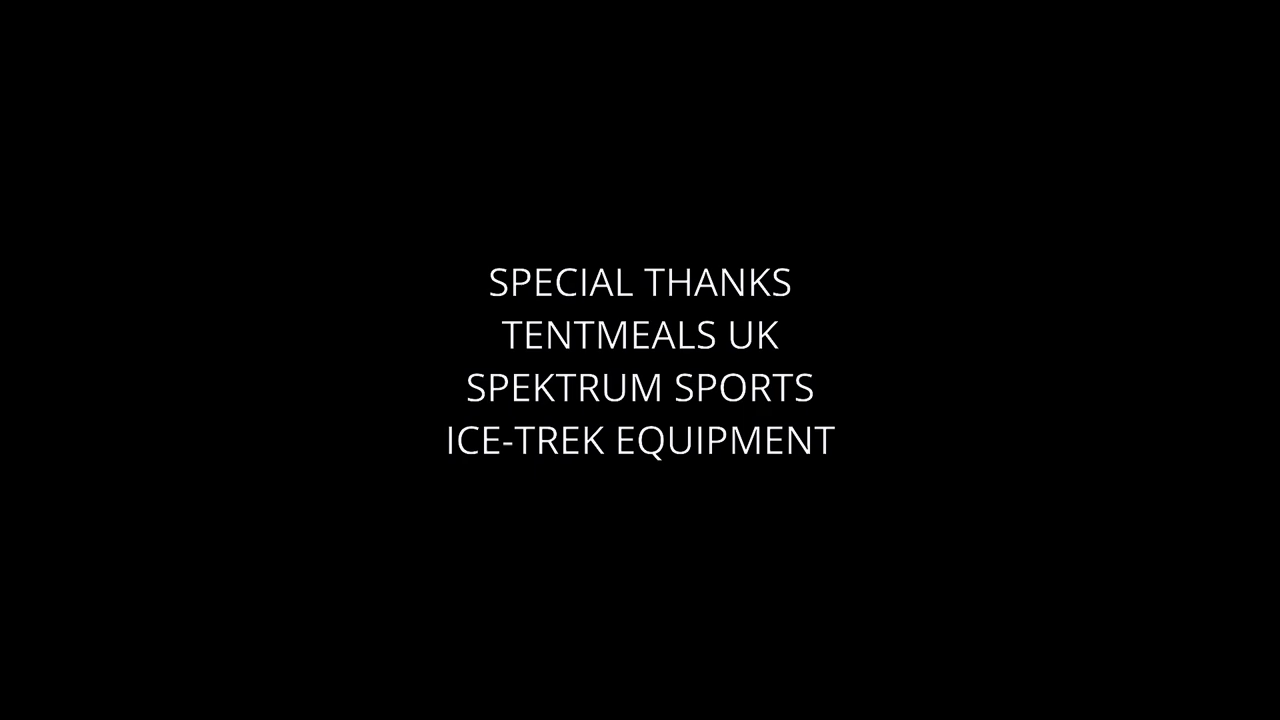 SPECIAL THANKS
TENTMEALS UK
SPEKTRUM SPORTS
ICE-TREK EQUIPMENT